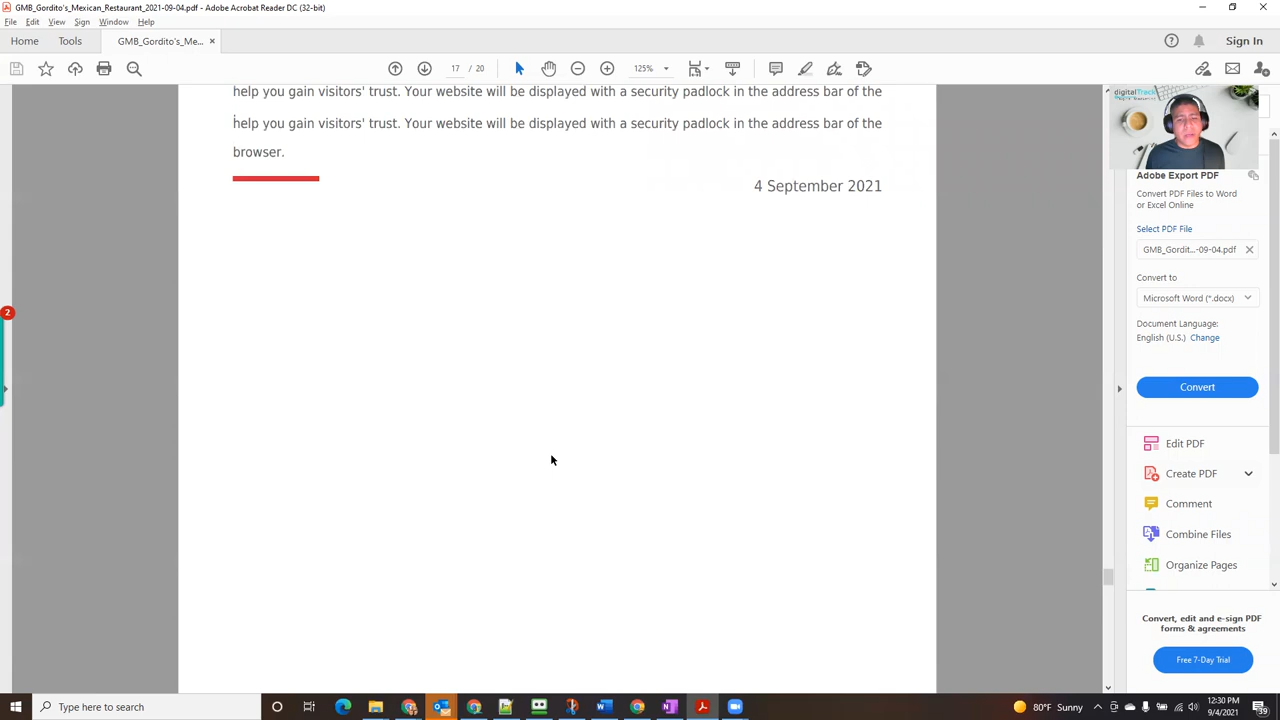 GMB_Gordito's_Mexican_Restaurant_2021-09-04.pdf - Adobe Acrobat Reader DC (32-bit)
File Edit View Sign Window Help
Home Tools GMB_Gordito's_Me... × Sign In
17 / 20 125%
help you gain visitors' trust. Your website will be displayed with a security padlock in the address bar of the
help you gain visitors' trust. Your website will be displayed with a security padlock in the address bar of the
browser.
4 September 2021
2
digitalTrack
Adobe Export PDF
Convert PDF Files to Word
or Excel Online
Select PDF File
GMB_Gordit...-09-04.pdf
Convert to
Microsoft Word (*.docx)
Document Language:
English (U.S.) Change
Convert
Edit PDF
Create PDF
Comment
Combine Files
Organize Pages
Convert, edit and e-sign PDF
forms & agreements
Free 7-Day Trial
Type here to search
80°F Sunny
12:30 PM
9/4/2021
39